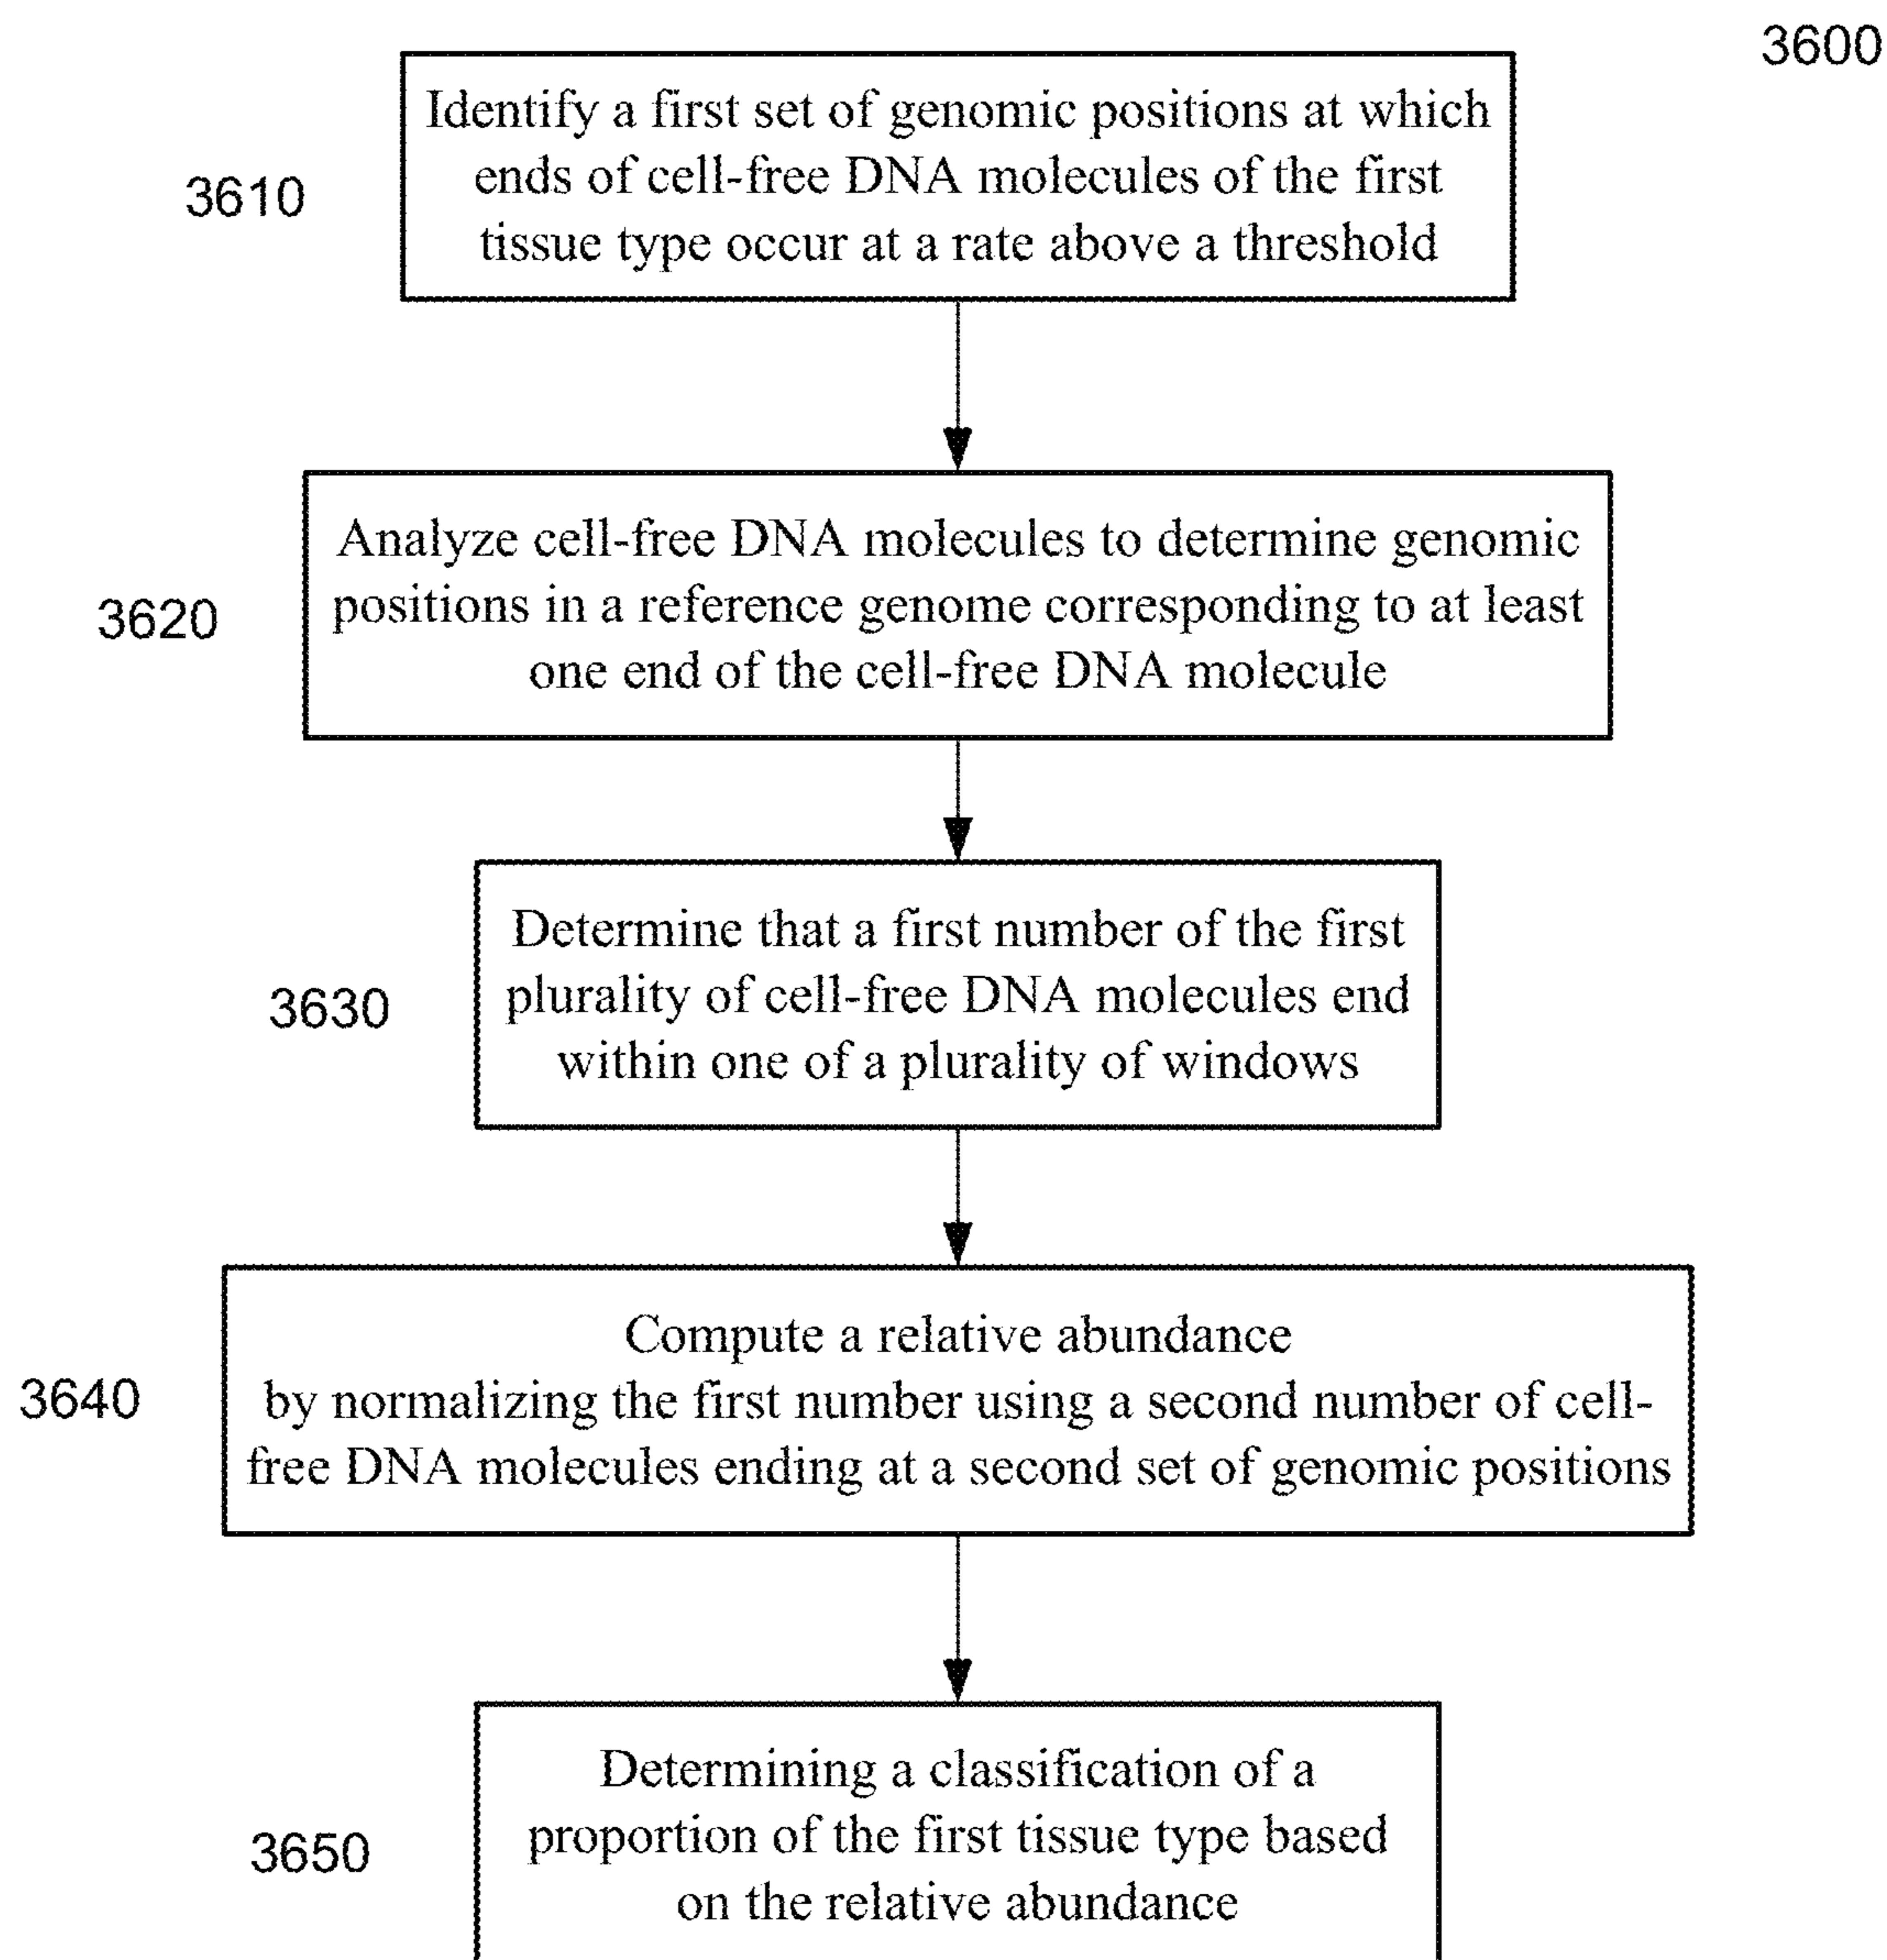 3600
3610
Identify a first set of genomic positions at which
ends of cell-free DNA molecules of the first
tissue type occur at a rate above a threshold
3620
Analyze cell-free DNA molecules to determine genomic
positions in a reference genome corresponding to at least
one end of the cell-free DNA molecule
3630
Determine that a first number of the first
plurality of cell-free DNA molecules end
within one of a plurality of windows
3640
Compute a relative abundance
by normalizing the first number using a second number of cell-
free DNA molecules ending at a second set of genomic positions
3650
Determining a classification of a
proportion of the first tissue type based
on the relative abundance